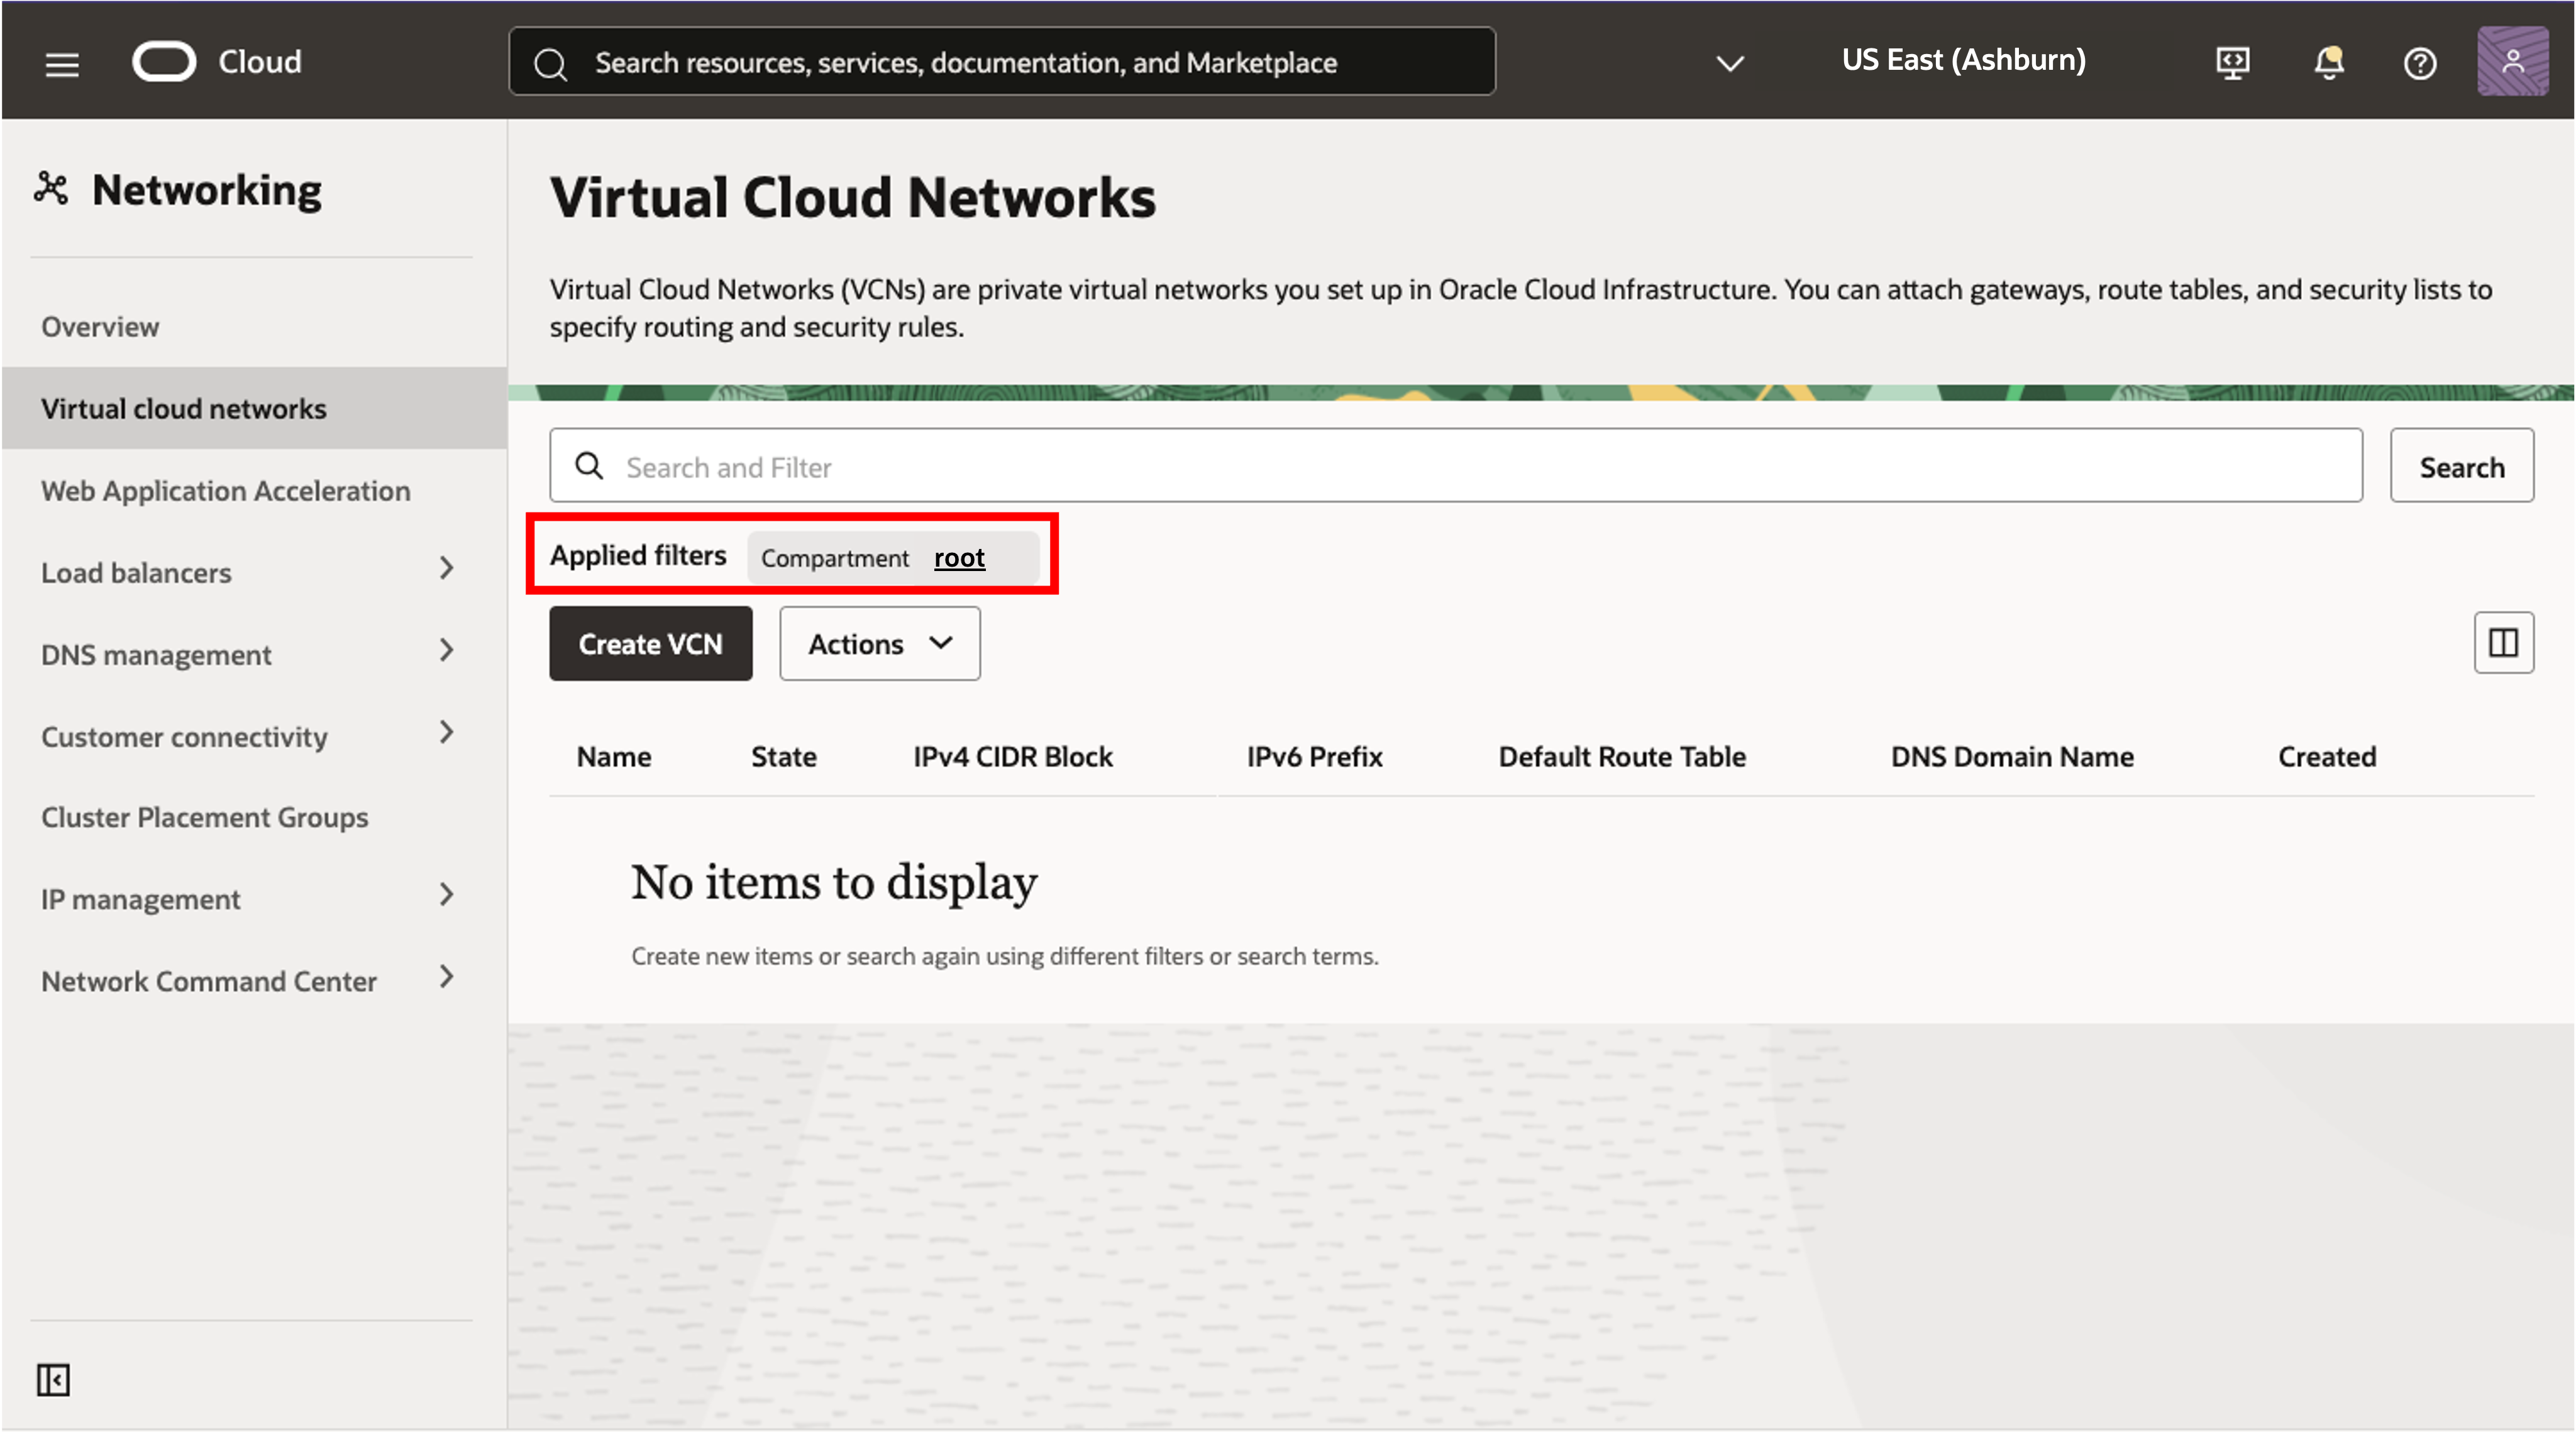 Cloud
Search resources, services, documentation, and Marketplace
US East (Ashburn)
Networking
Overview
Virtual cloud networks
Web Application Acceleration
Load balancers
DNS management
Customer connectivity
Cluster Placement Groups
IP management
Network Command Center
Virtual Cloud Networks
Virtual Cloud Networks (VCNs) are private virtual networks you set up in Oracle Cloud Infrastructure. You can attach gateways, route tables, and security lists to
specify routing and security rules.
Search and Filter
Search
Applied filters Compartment root
Create VCN Actions
Name State IPv4 CIDR Block IPv6 Prefix Default Route Table DNS Domain Name Created
No items to display
Create new items or search again using different filters or search terms.